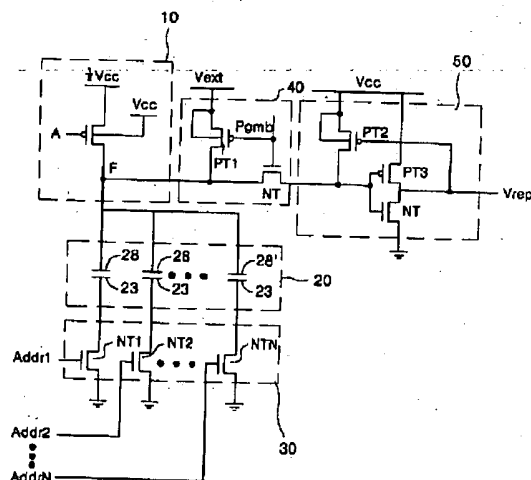 10
½Vcc
Vcc
A
F
Vext
40
Pgmb
PT1
NT
Vcc
50
PT2
PT3
NT
Vrep
28
28
28'
23
23
23
20
Addr1
NT1
NT2
NTN
30
Addr2
AddrN